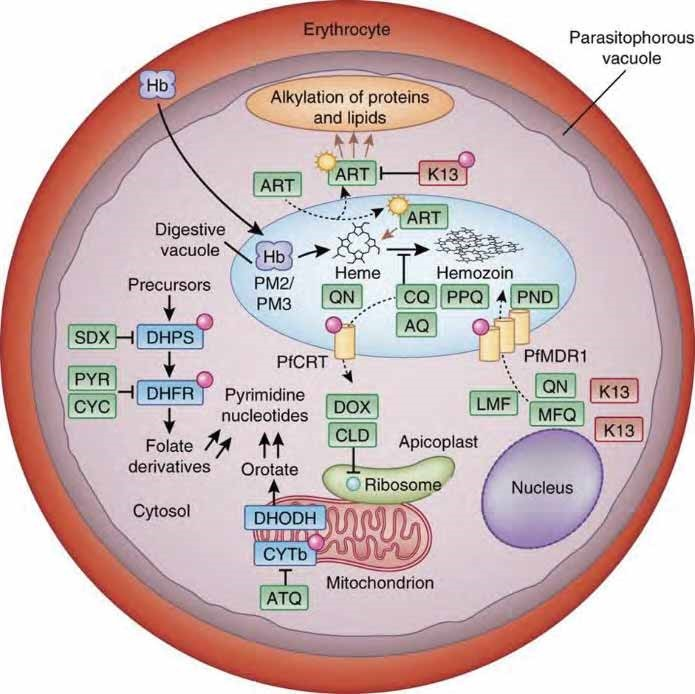 Erythrocyte
Parasitophorous
vacuole
Hb
Alkylation of proteins
and lipids
ART
K13
ART
ART
Digestive
vacuole
Hb
PM2/
PM3
Heme
Hemozoin
QN
CQ
PPQ
PND
AQ
Precursors
SDX
DHPS
PYR
CYC
DHFR
Folate
derivatives
Pyrimidine
nucleotides
Orotate
PfCRT
PfMDR1
DOX
CLD
LMF
QN
MFQ
K13
K13
Apicoplast
Ribosome
Nucleus
Cytosol
DHODH
CYTb
Mitochondrion
ATQ